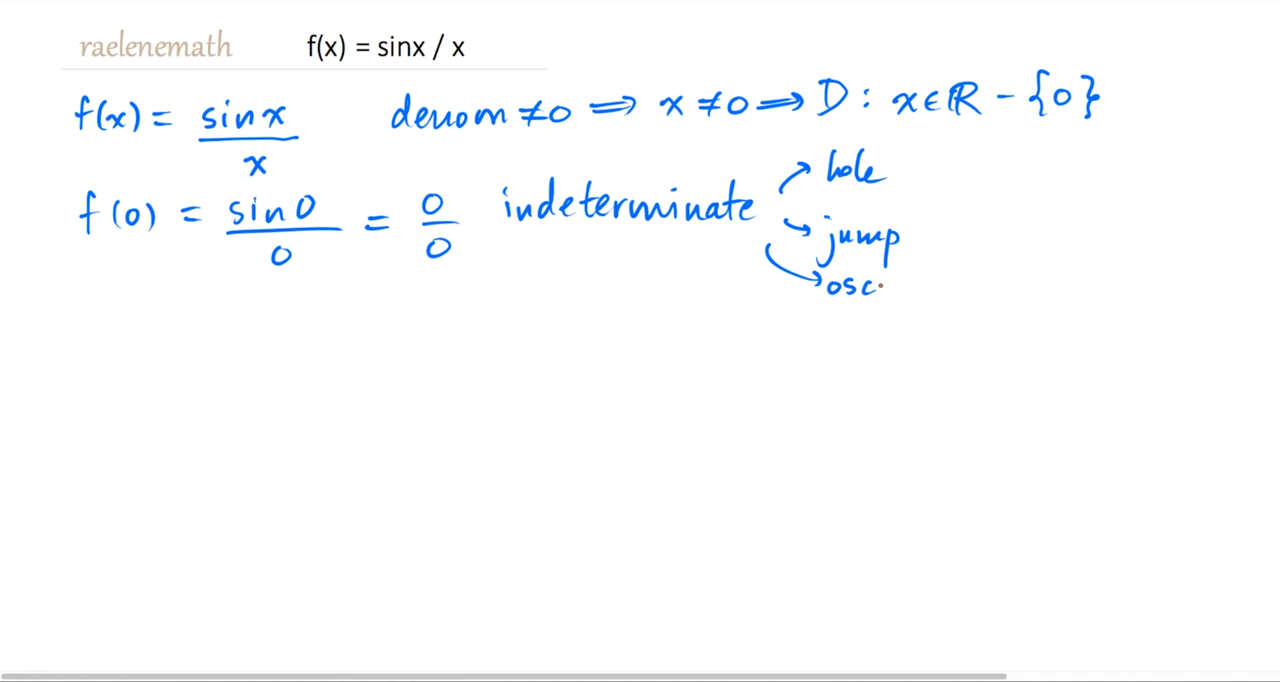 raelenemath f(x) = sinx / x
f(x) = sinx / x denom ≠ 0 ⟹ x ≠ 0 ⟹ D : x ∈ ℝ - {0}
f(0) = sin0 / 0 = 0 / 0 indeterminate → hole
→ jump
→ osc